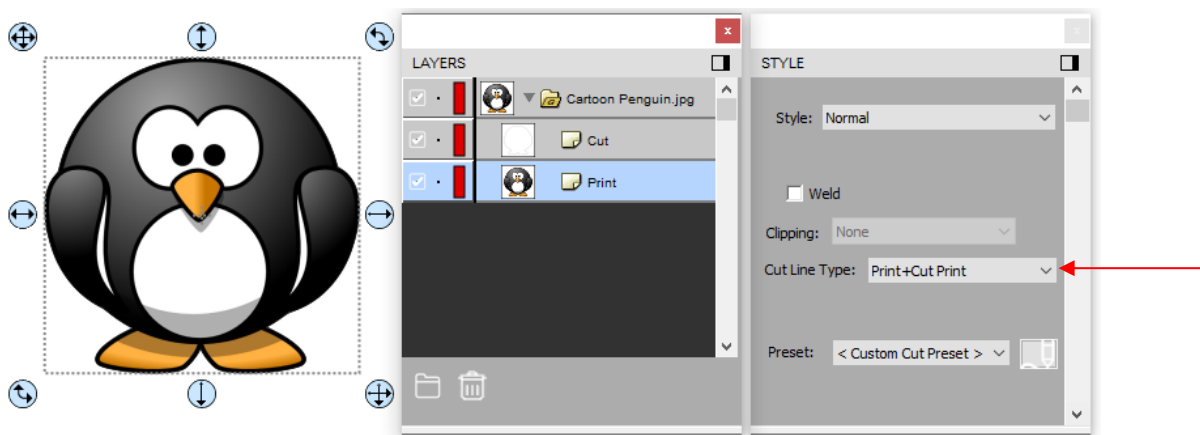 x
LAYERS
Cartoon Penguin.jpg
Cut
Print
x
STYLE
Style: Normal
Weld
Clipping: None
Cut Line Type: Print+Cut Print
Preset: < Custom Cut Preset >